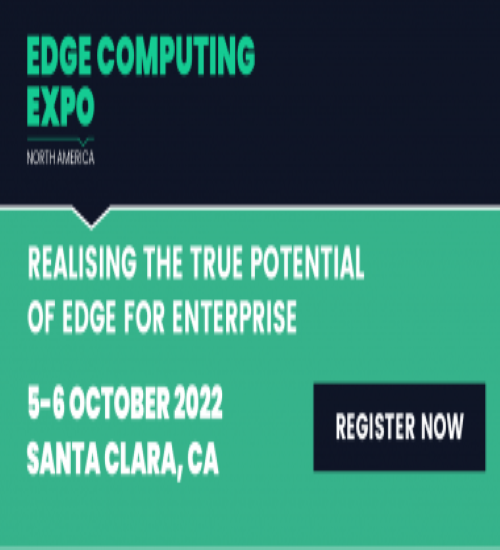 EDGE COMPUTING
EXPO
NORTH AMERICA
REALISING THE TRUE POTENTIAL
OF EDGE FOR ENTERPRISE
5-6 OCTOBER 2022
SANTA CLARA, CA
REGISTER NOW